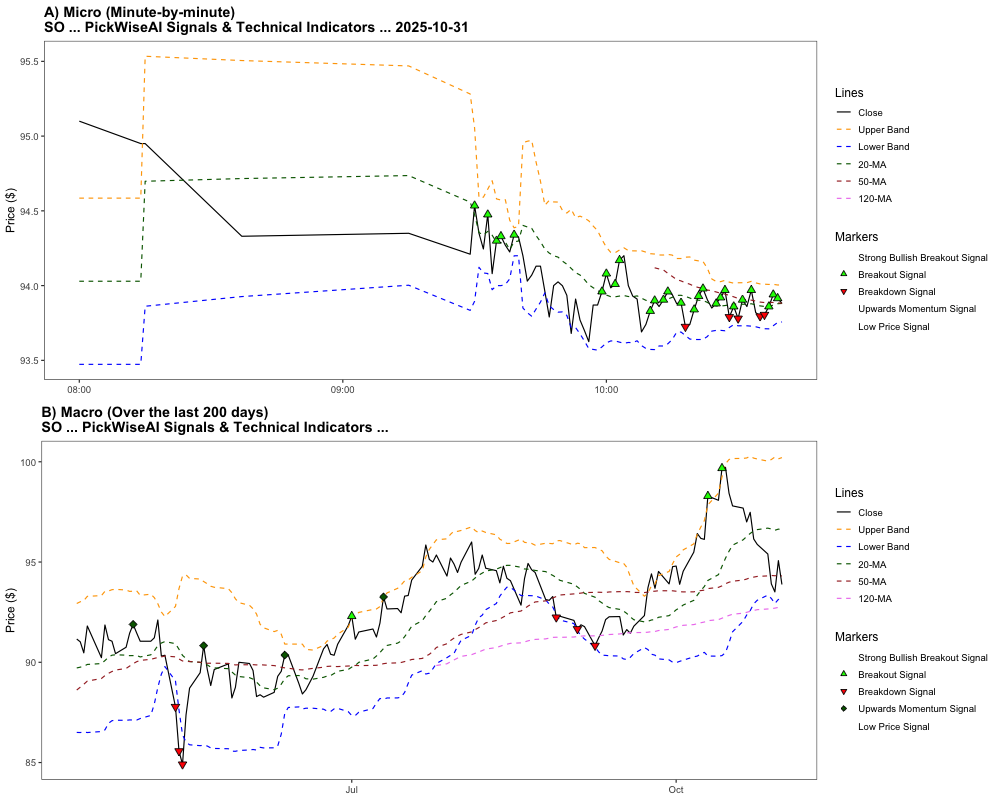 A) Micro (Minute-by-minute)
SO ... PickWiseAI Signals & Technical Indicators ... 2025-10-31
Price ($)
95.5
95.0
94.5
94.0
93.5
08:00
09:00
10:00
Lines
Close
Upper Band
Lower Band
20-MA
50-MA
120-MA
Markers
Strong Bullish Breakout Signal
Breakout Signal
Breakdown Signal
Upwards Momentum Signal
Low Price Signal
B) Macro (Over the last 200 days)
SO ... PickWiseAI Signals & Technical Indicators ...
Price ($)
100
95
90
85
Jul
Oct
Lines
Close
Upper Band
Lower Band
20-MA
50-MA
120-MA
Markers
Strong Bullish Breakout Signal
Breakout Signal
Breakdown Signal
Upwards Momentum Signal
Low Price Signal